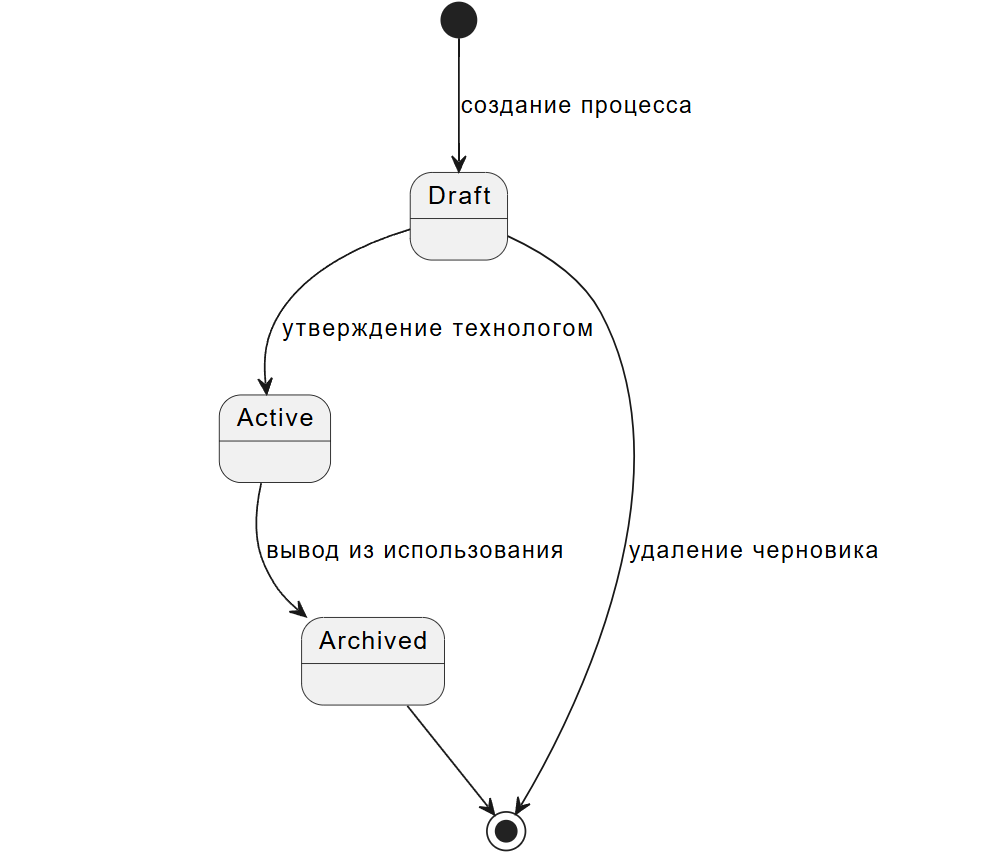 создание процесса
Draft
утверждение технологом
Active
вывод из использования
удаление черновика
Archived